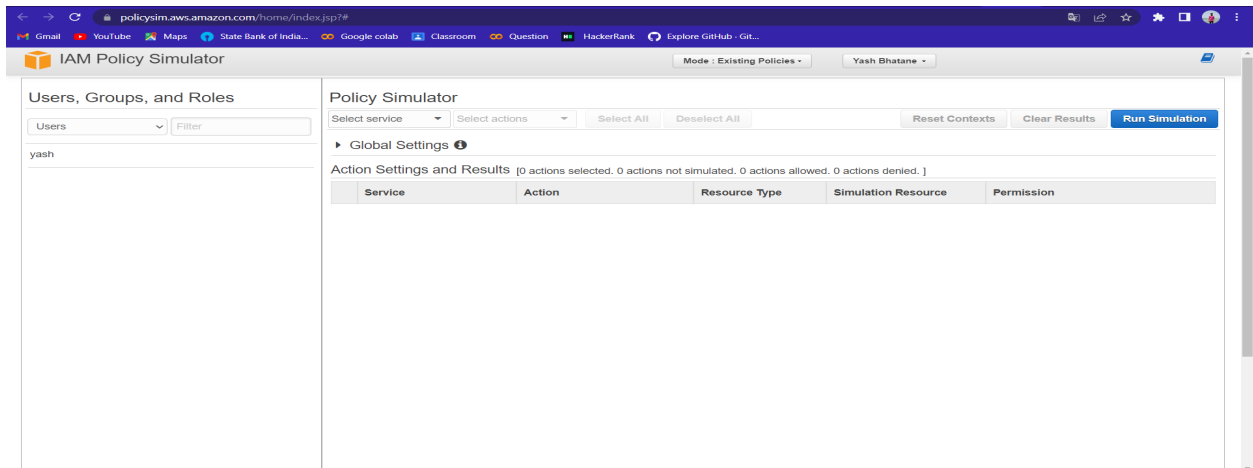 policysim.aws.amazon.com/home/index.jsp?#
Gmail YouTube Maps State Bank of India... Google colab Classroom Question HackerRank Explore GitHub · Git...
IAM Policy Simulator
Mode : Existing Policies
Yash Bhatane
Users, Groups, and Roles
Users
Filter
yash
Policy Simulator
Select service Select actions Select All Deselect All Reset Contexts Clear Results Run Simulation
Global Settings
Action Settings and Results [0 actions selected. 0 actions not simulated. 0 actions allowed. 0 actions denied. ]
Service Action Resource Type Simulation Resource Permission